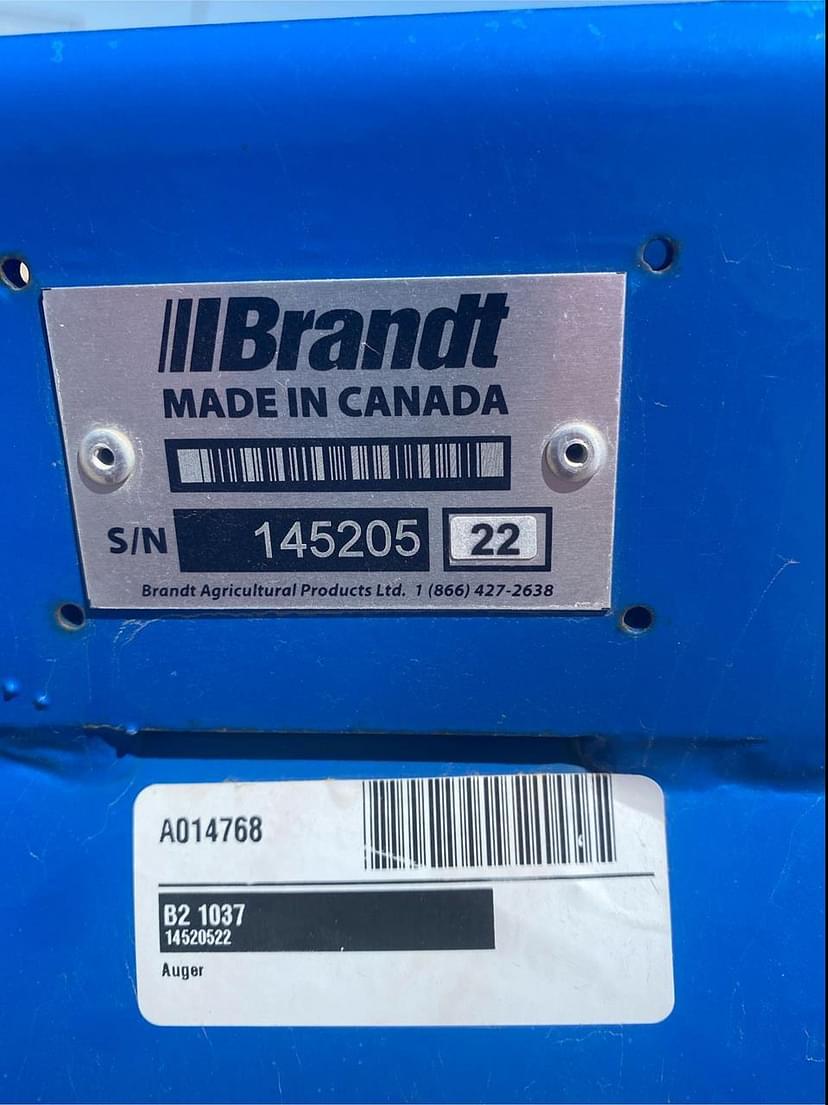 Brandt
MADE IN CANADA
S/N 145205 22
Brandt Agricultural Products Ltd. 1 (866) 427-2638
A014768
B2 1037
14520522
Auger